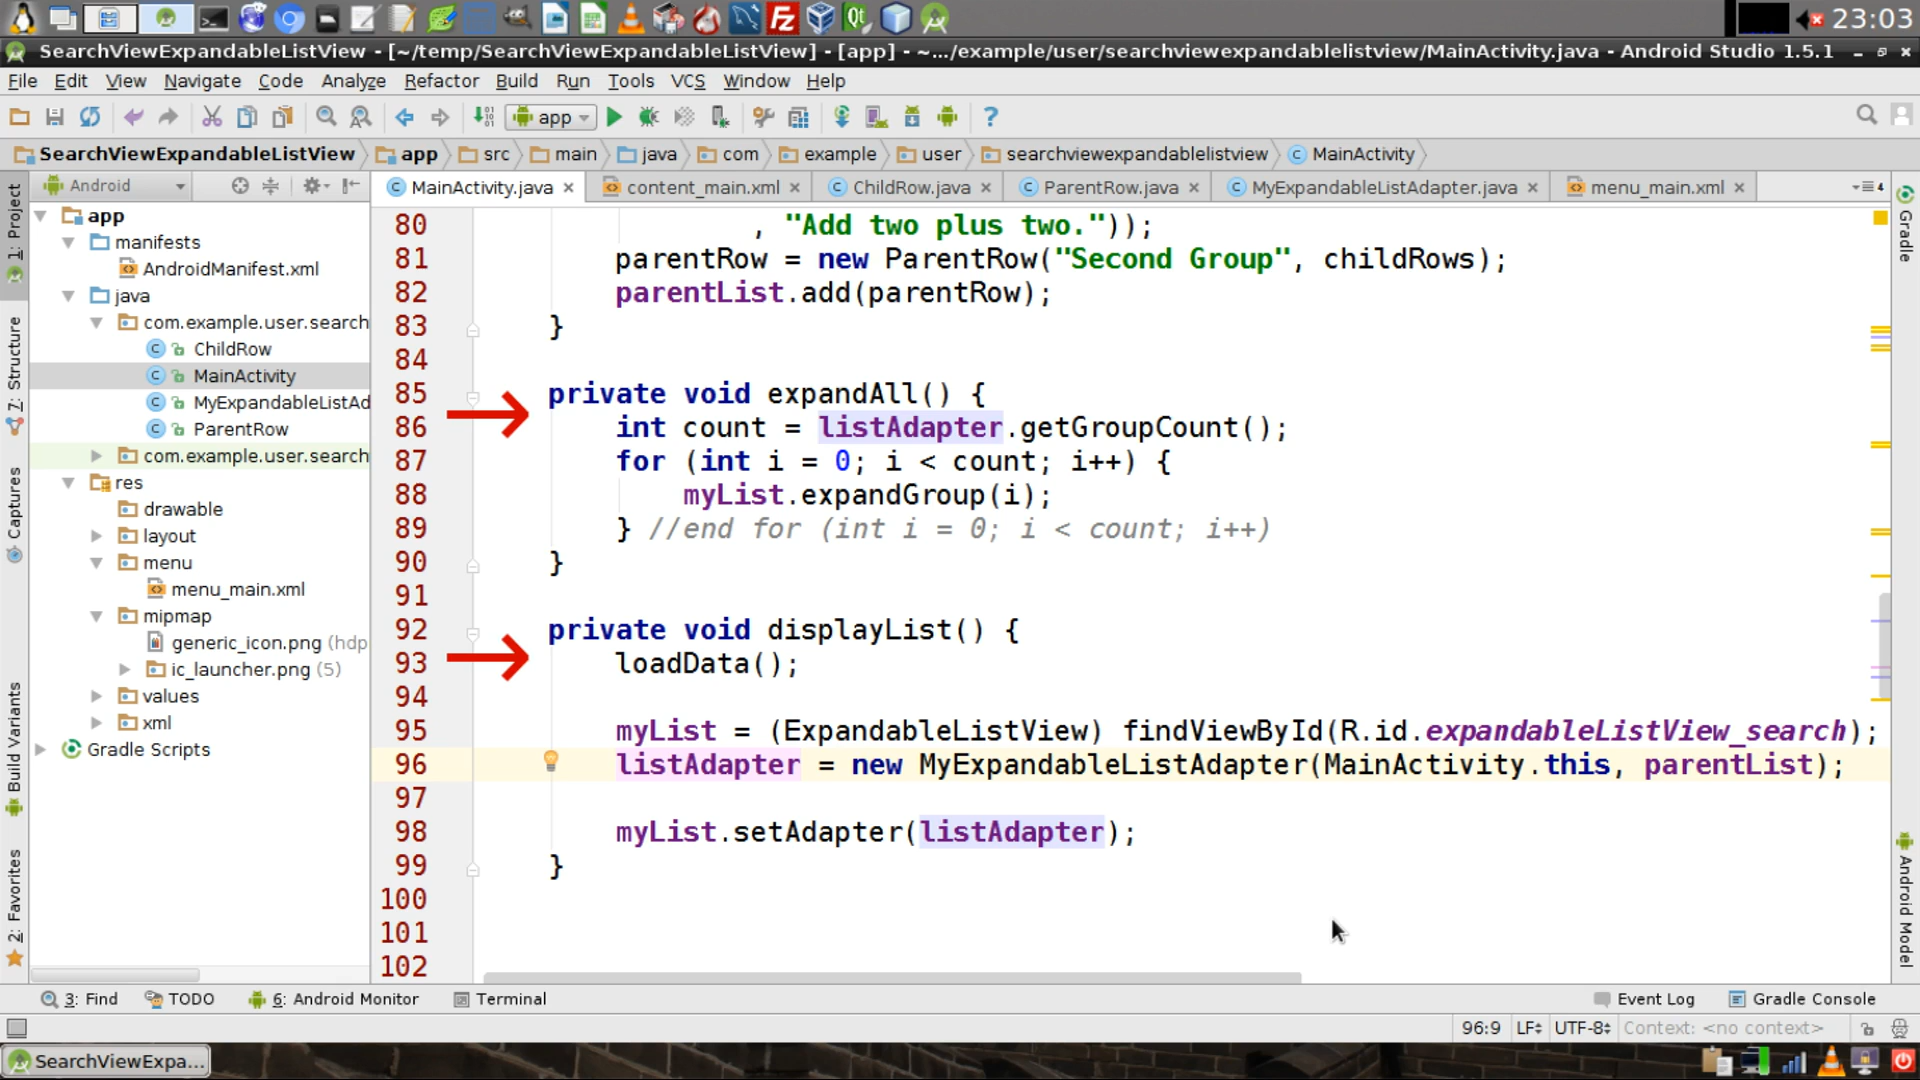 23:03
SearchViewExpandableListView - [~/temp/SearchViewExpandableListView] - [app] - ~.../example/user/searchviewexpandablelistview/MainActivity.java - Android Studio 1.5.1
File Edit View Navigate Code Analyze Refactor Build Run Tools VCS Window Help
app
SearchViewExpandableListView app src main java com example user searchviewexpandablelistview MainActivity
Android
MainActivity.java content_main.xml ChildRow.java ParentRow.java MyExpandableListAdapter.java menu_main.xml 4
1: Project
7: Structure
Captures
Build Variants
2: Favorites
app
manifests
AndroidManifest.xml
java
com.example.user.search
ChildRow
MainActivity
MyExpandableListAd
ParentRow
com.example.user.search
res
drawable
layout
menu
menu_main.xml
mipmap
generic_icon.png (hdp
ic_launcher.png (5)
values
xml
Gradle Scripts
80 , "Add two plus two."));
81 parentRow = new ParentRow("Second Group", childRows);
82 parentList.add(parentRow);
83 }
84
85 private void expandAll() {
86 int count = listAdapter.getGroupCount();
87 for (int i = 0; i < count; i++) {
88 myList.expandGroup(i);
89 } //end for (int i = 0; i < count; i++)
90 }
91
92 private void displayList() {
93 loadData();
94
95 myList = (ExpandableListView) findViewById(R.id.expandableListView_search);
96 listAdapter = new MyExpandableListAdapter(MainActivity.this, parentList);
97
98 myList.setAdapter(listAdapter);
99 }
100
101
102
Gradle
Android Model
3: Find TODO 6: Android Monitor Terminal Event Log Gradle Console
96:9 LF UTF-8 Context: <no context>
SearchViewExpa...